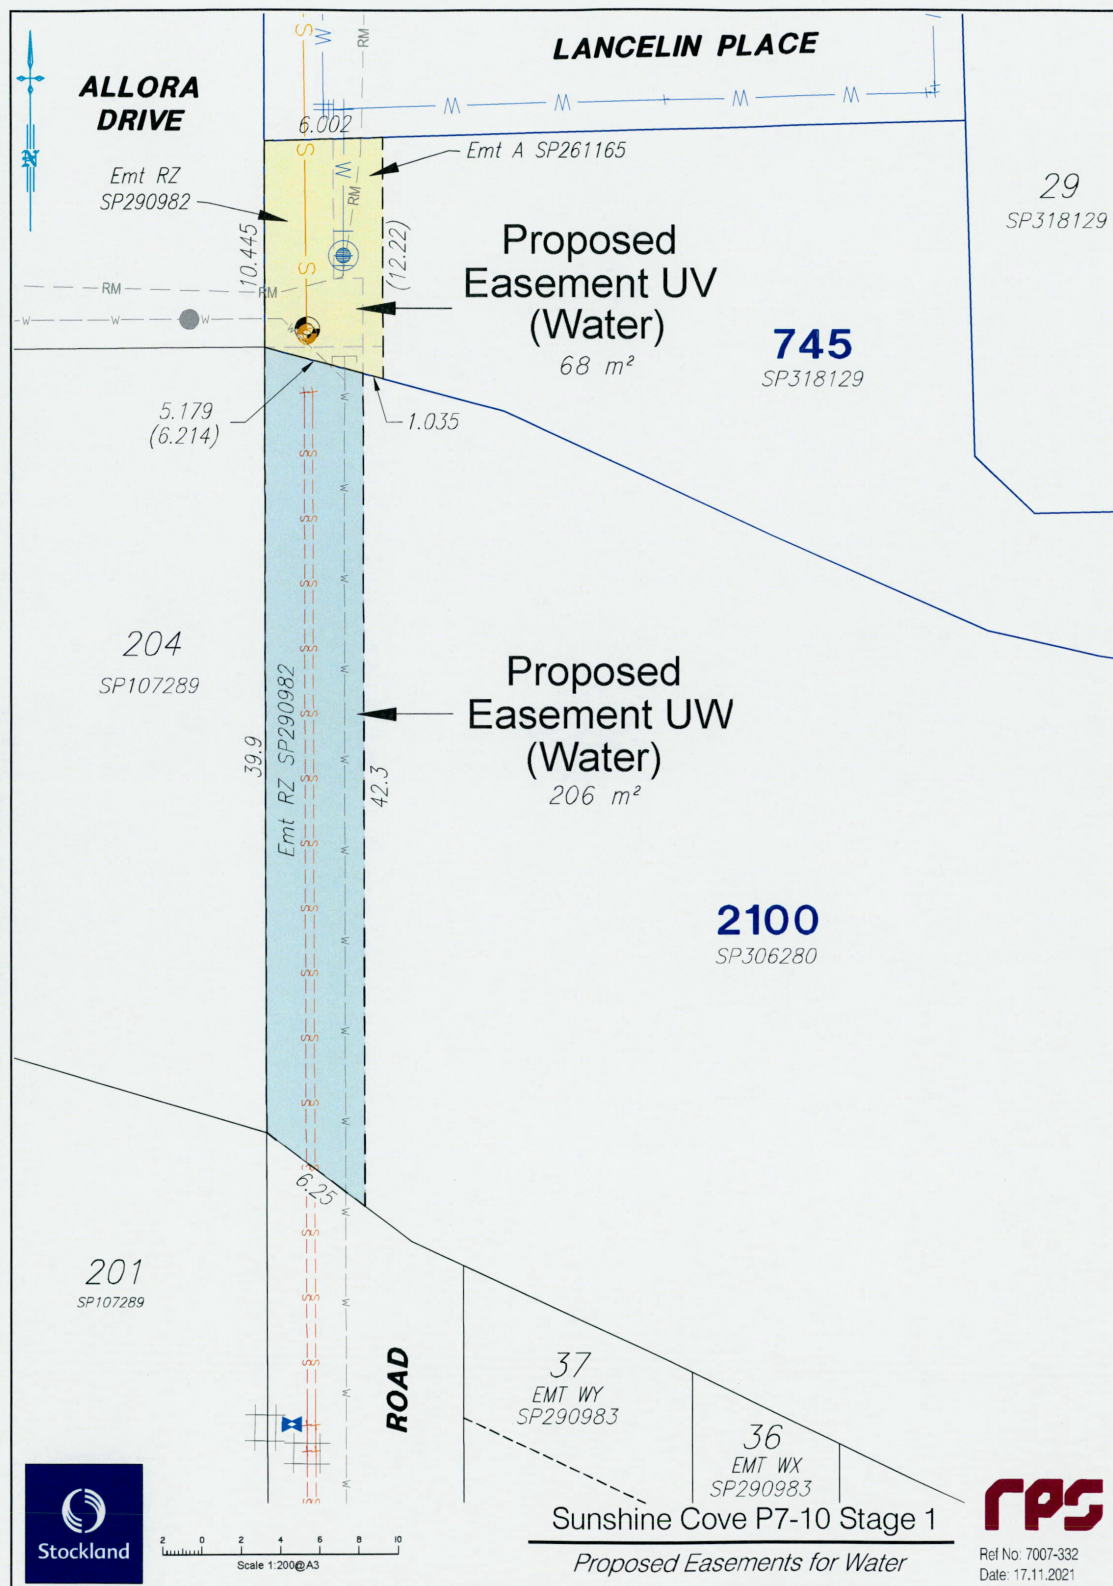 LANCELIN PLACE
ALLORA
DRIVE
N
S
W
RM
W W W W
6.002
Emt A SP261165
Emt RZ
SP290982
S
W
RM
29
SP318129
10.445
(12.22)
Proposed
Easement UV
(Water)
68 m²
S
RM
RM
W W W
W
745
SP318129
5.179
(6.214)
1.035
204
SP107289
39.9
Emt RZ SP290982
42.3
Proposed
Easement UW
(Water)
206 m²
2100
SP306280
6.25
201
SP107289
ROAD
37
EMT WY
SP290983
36
EMT WX
SP290983
Stockland
2 0 2 4 6 8 10
Scale 1:200@A3
Sunshine Cove P7-10 Stage 1
Proposed Easements for Water
rps
Ref No: 7007-332
Date: 17.11.2021